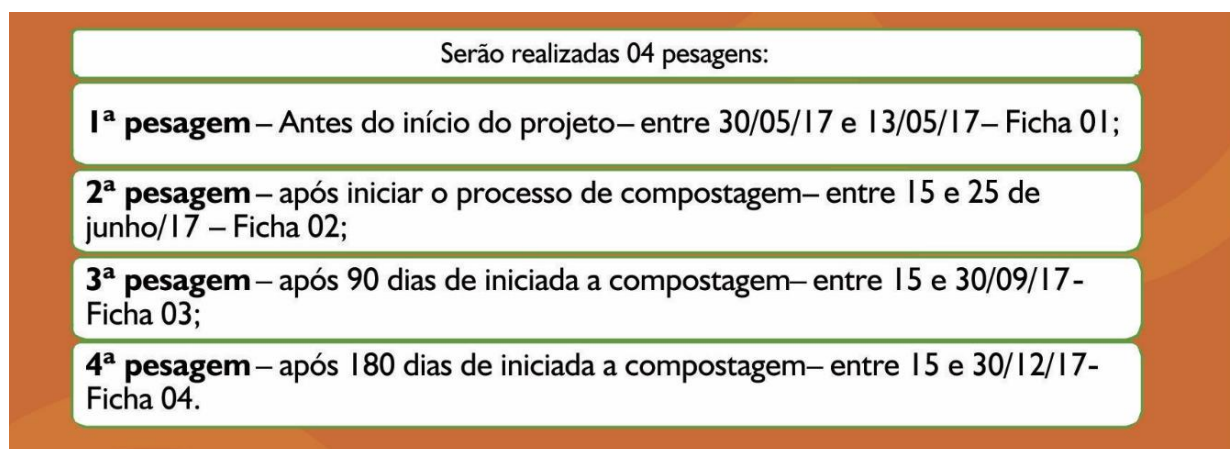 Serão realizadas 04 pesagens:
1ª pesagem – Antes do início do projeto– entre 30/05/17 e 13/05/17– Ficha 01;
2ª pesagem – após iniciar o processo de compostagem– entre 15 e 25 de
junho/17 – Ficha 02;
3ª pesagem – após 90 dias de iniciada a compostagem– entre 15 e 30/09/17-
Ficha 03;
4ª pesagem – após 180 dias de iniciada a compostagem– entre 15 e 30/12/17-
Ficha 04.